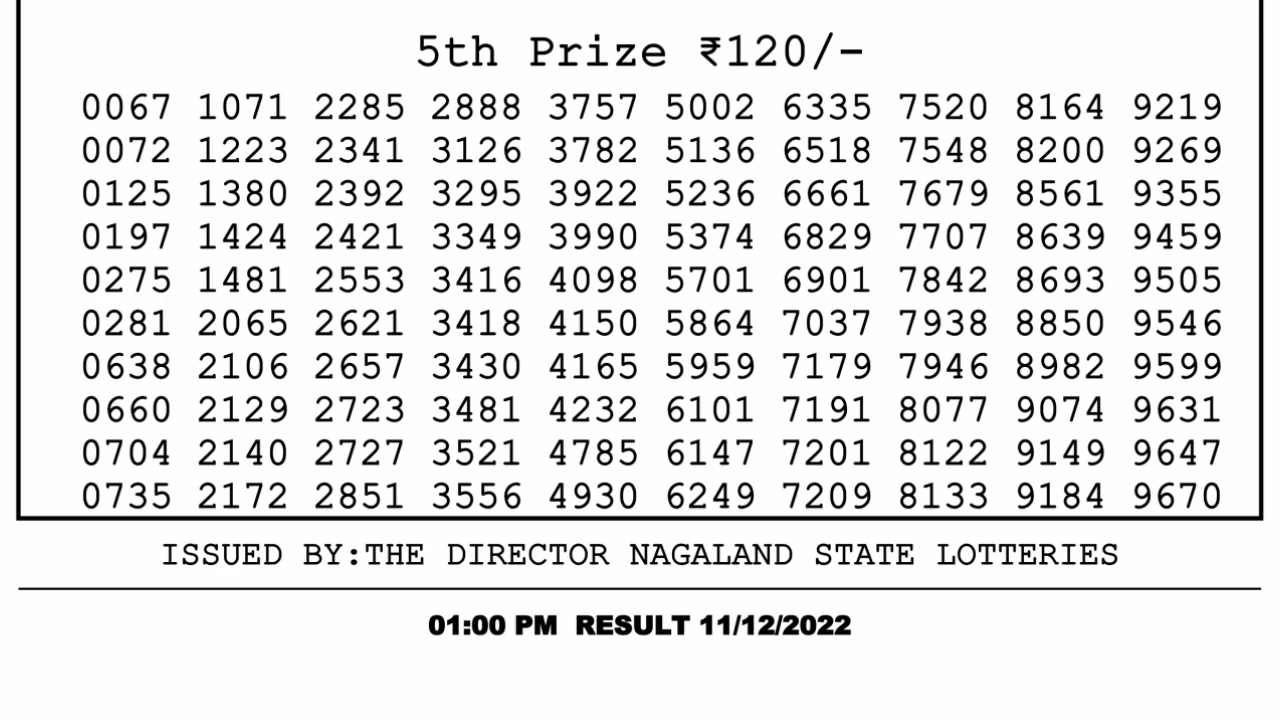 5th Prize ₹120/-
0067 1071 2285 2888 3757 5002 6335 7520 8164 9219
0072 1223 2341 3126 3782 5136 6518 7548 8200 9269
0125 1380 2392 3295 3922 5236 6661 7679 8561 9355
0197 1424 2421 3349 3990 5374 6829 7707 8639 9459
0275 1481 2553 3416 4098 5701 6901 7842 8693 9505
0281 2065 2621 3418 4150 5864 7037 7938 8850 9546
0638 2106 2657 3430 4165 5959 7179 7946 8982 9599
0660 2129 2723 3481 4232 6101 7191 8077 9074 9631
0704 2140 2727 3521 4785 6147 7201 8122 9149 9647
0735 2172 2851 3556 4930 6249 7209 8133 9184 9670
ISSUED BY:THE DIRECTOR NAGALAND STATE LOTTERIES
01:00 PM RESULT 11/12/2022